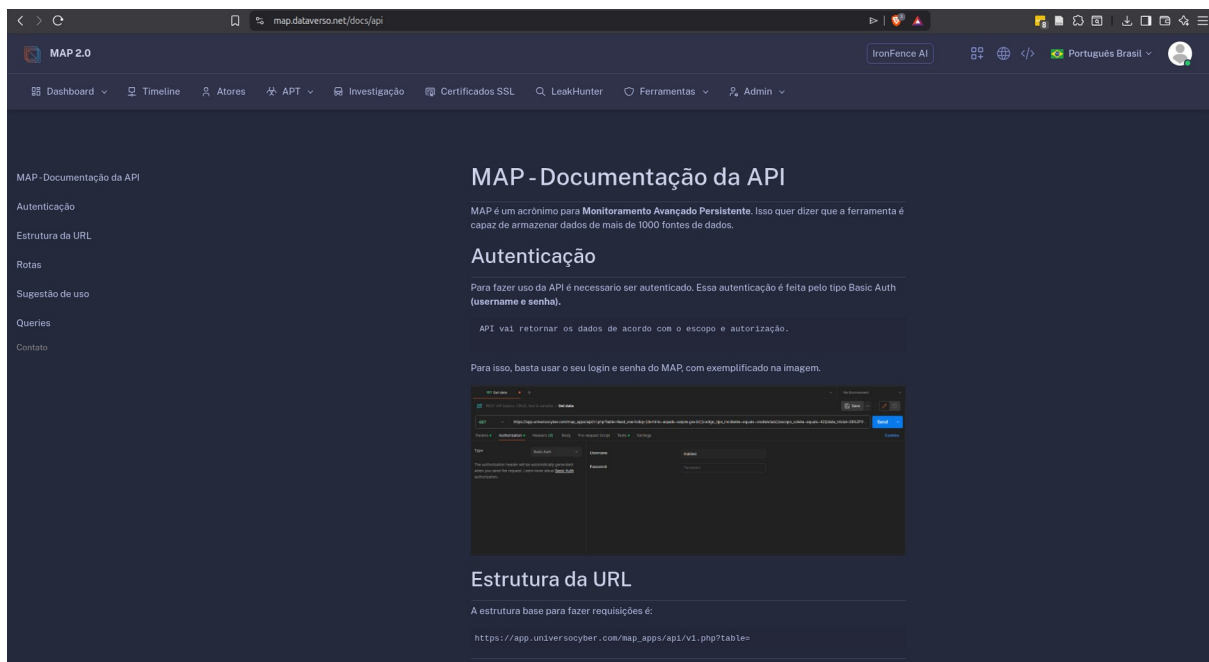 map.dataverso.net/docs/api
MAP 2.0
IronFence AI
Português Brasil
Dashboard
Timeline
Atores
APT
Investigação
Certificados SSL
LeakHunter
Ferramentas
Admin
MAP-Documentação da API
Autenticação
Estrutura da URL
Rotas
Sugestão de uso
Queries
Contato
MAP - Documentação da API
MAP é um acrônimo para Monitoramento Avançado Persistente. Isso quer dizer que a ferramenta é
capaz de armazenar dados de mais de 1000 fontes de dados.
Autenticação
Para fazer uso da API é necessario ser autenticado. Essa autenticação é feita pelo tipo Basic Auth
(username e senha).
API vai retornar os dados de acordo com o escopo e autorização.
Para isso, basta usar o seu login e senha do MAP, com exemplificado na imagem.
GET
Send
Type
Basic Auth
Username
Password
Estrutura da URL
A estrutura base para fazer requisições é:
https://app.universocyber.com/map_apps/api/v1.php?table=